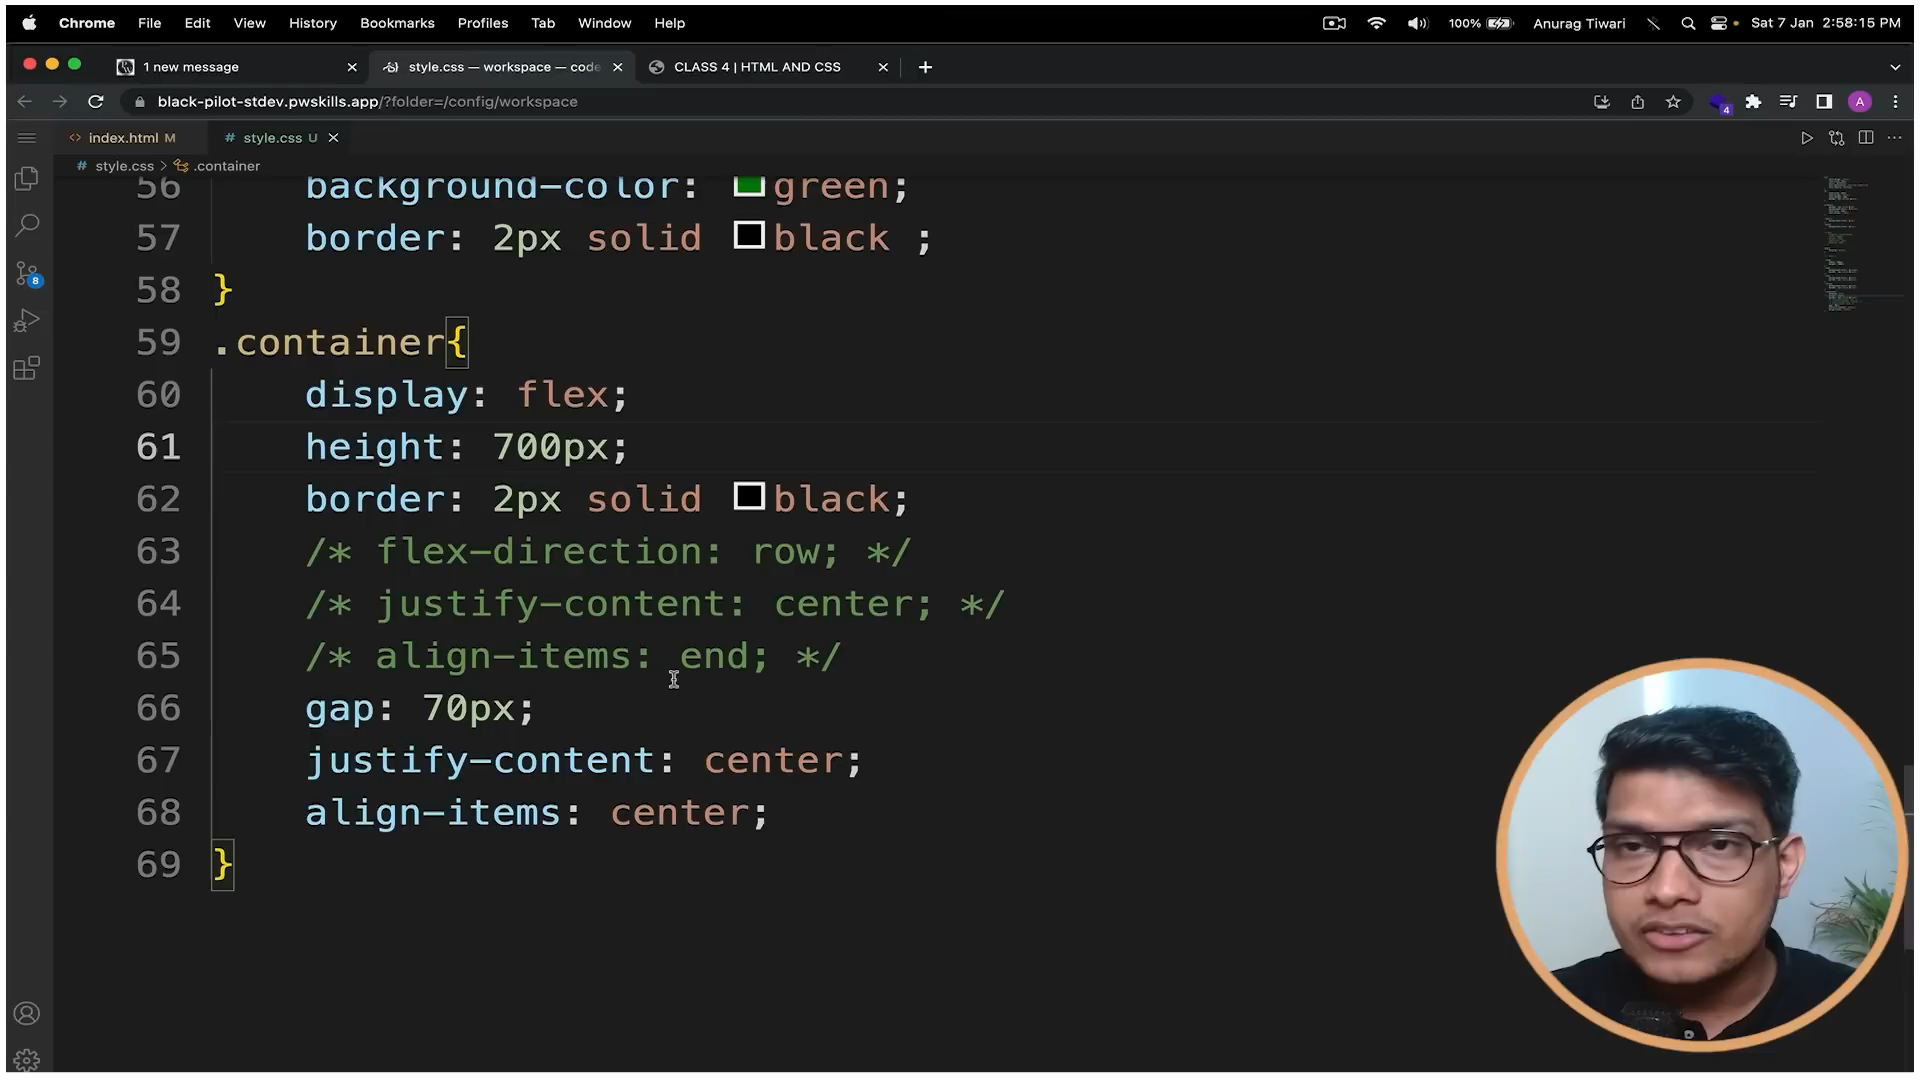 Chrome File Edit View History Bookmarks Profiles Tab Window Help 100% Anurag Tiwari Sat 7 Jan 2:58:15 PM
1 new message style.css — workspace — code CLASS 4 | HTML AND CSS
black-pilot-stdev.pwskills.app/?folder=/config/workspace 4 A
<> index.html M # style.css U
# style.css > .container
56 background-color: green;
57 border: 2px solid black ;
58 }
59 .container{
60 display: flex;
61 height: 700px;
62 border: 2px solid black;
63 /* flex-direction: row; */
64 /* justify-content: center; */
65 /* align-items: end; */
66 gap: 70px;
67 justify-content: center;
68 align-items: center;
69 }
8